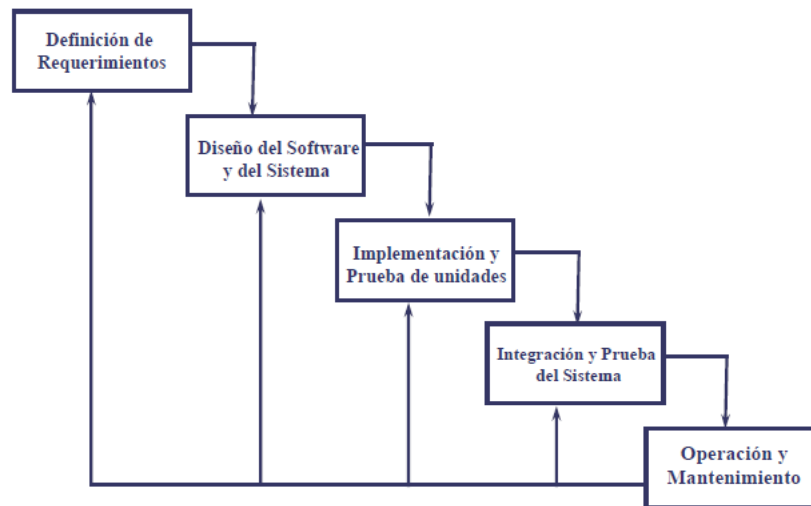 Definición de
Requerimientos
Diseño del Software
y del Sistema
Implementación y
Prueba de unidades
Integración y Prueba
del Sistema
Operación y
Mantenimiento